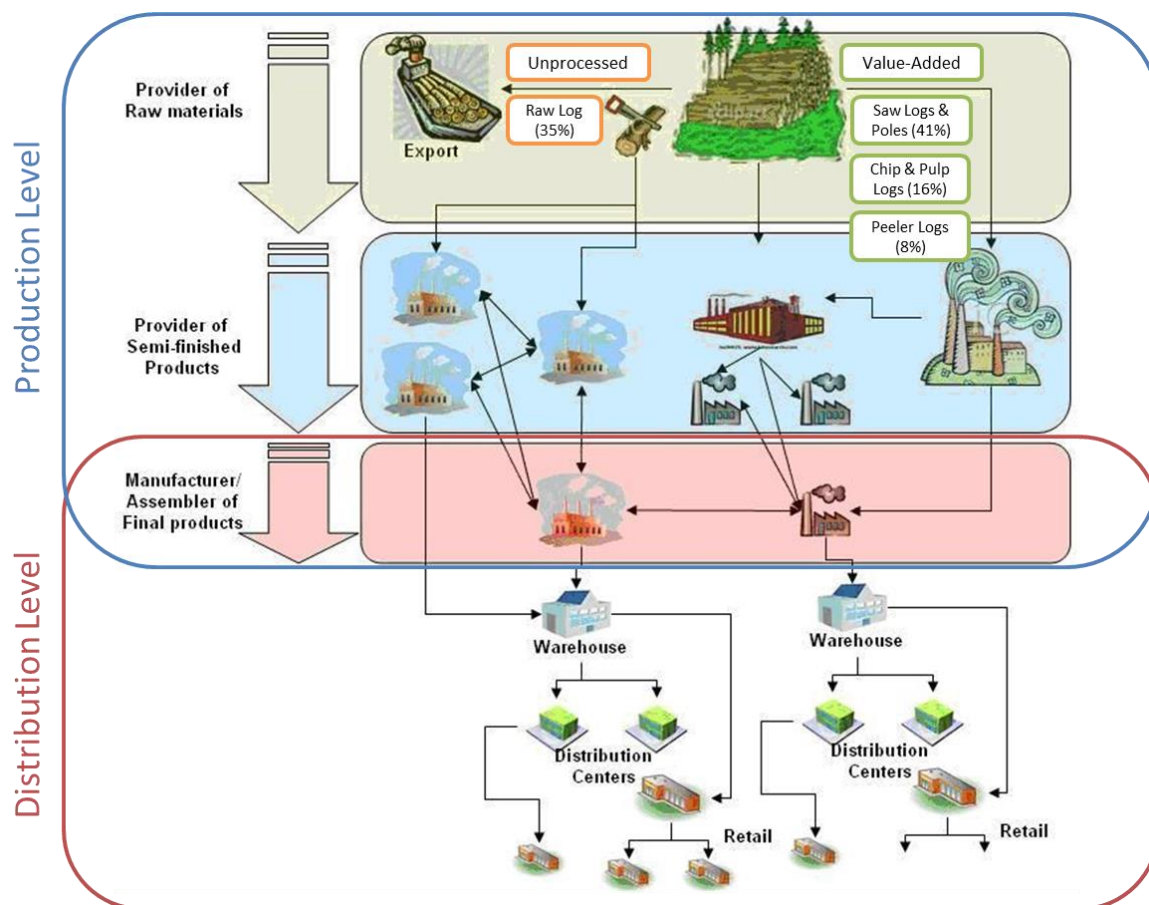 Production Level
Distribution Level
Provider of
Raw materials
Unprocessed
Raw Log
(35%)
Export
Value-Added
Saw Logs &
Poles (41%)
Chip & Pulp
Logs (16%)
Peeler Logs
(8%)
Provider of
Semi-finished
Products
Manufacturer/
Assembler of
Final products
Warehouse
Warehouse
Distribution
Centers
Distribution
Centers
Retail
Retail